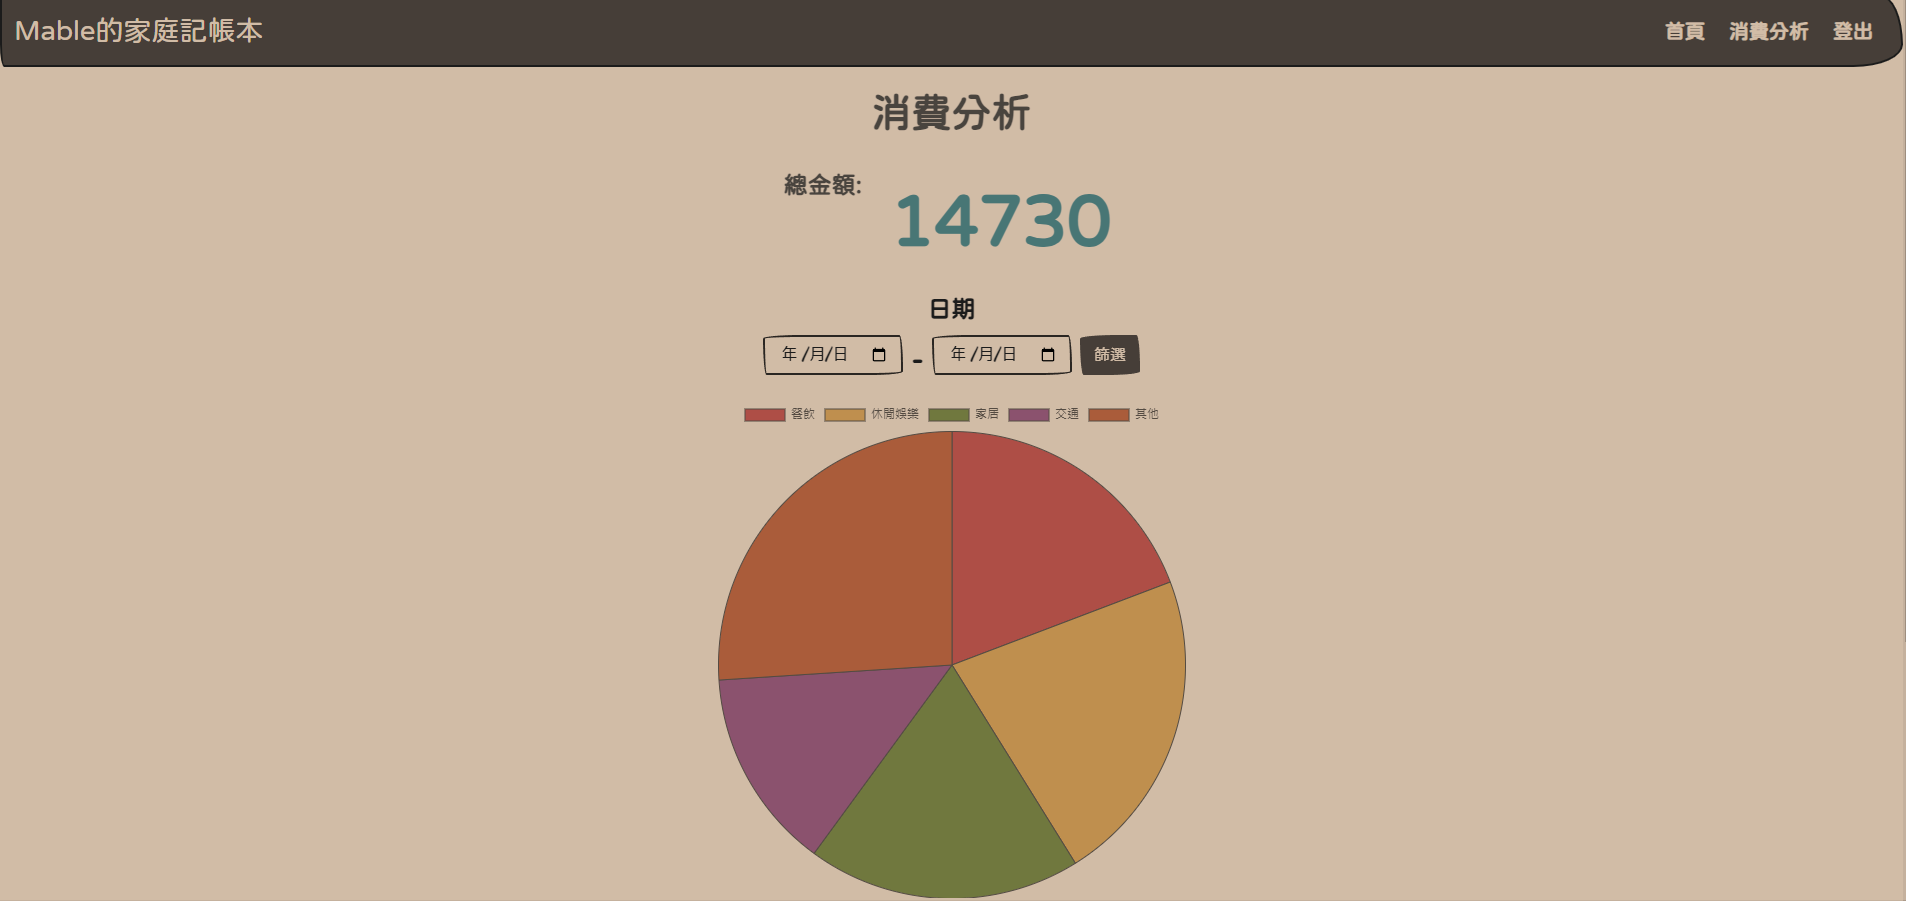 Mable的家庭記帳本 首頁 消費分析 登出
消費分析
總金額: 14730
日期
年 /月/日 - 年 /月/日 篩選
餐飲 休閒娛樂 家居 交通 其他